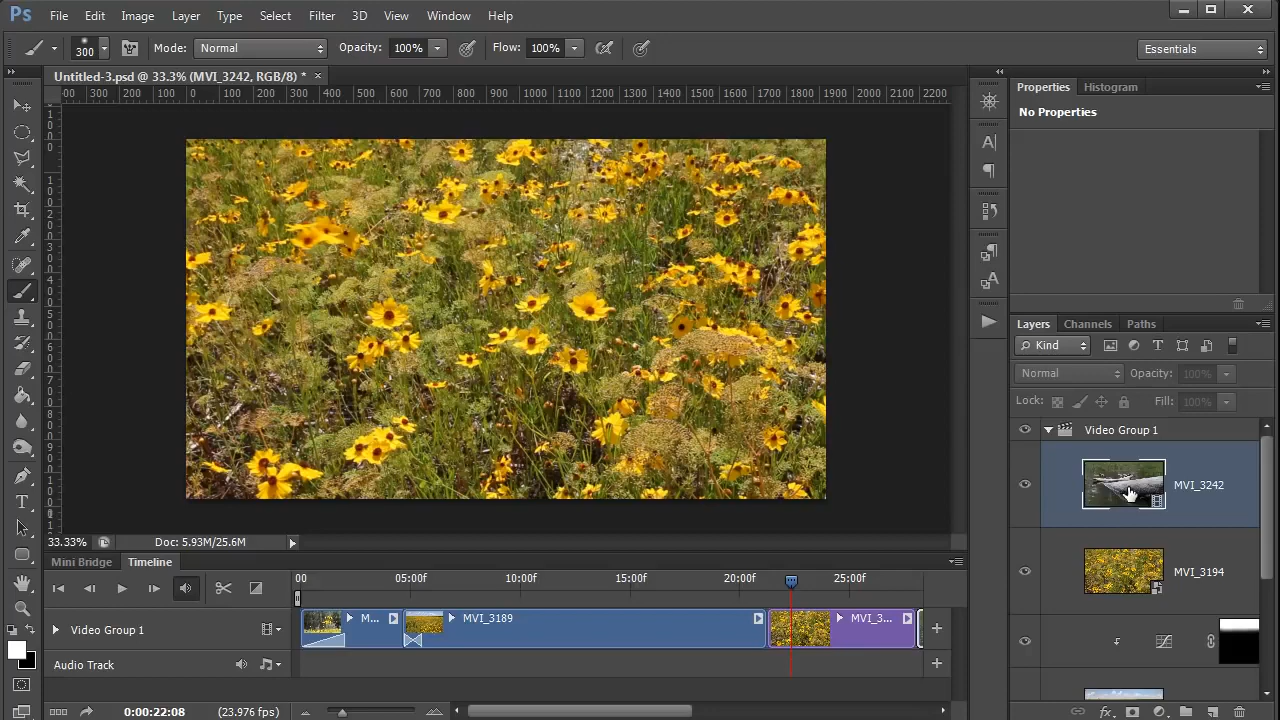 Ps File Edit Image Layer Type Select Filter 3D View Window Help
300 Mode: Normal Opacity: 100% Flow: 100% Essentials
Untitled-3.psd @ 33.3% (MVI_3242, RGB/8) * ×
00 300 200 100 0 100 200 300 400 500 600 700 800 900 1000 1100 1200 1300 1400 1500 1600 1700 1800 1900 2000 2100 2200
Properties Histogram
No Properties
Layers Channels Paths
Kind
Normal Opacity: 100%
Lock: Fill: 100%
Video Group 1
MVI_3242
MVI_3194
33.33% Doc: 5.93M/25.6M
Mini Bridge Timeline
00 05:00f 10:00f 15:00f 20:00f 25:00f
M... MVI_3189 MVI_3...
Video Group 1
Audio Track
0:00:22:08 (23.976 fps)
fx